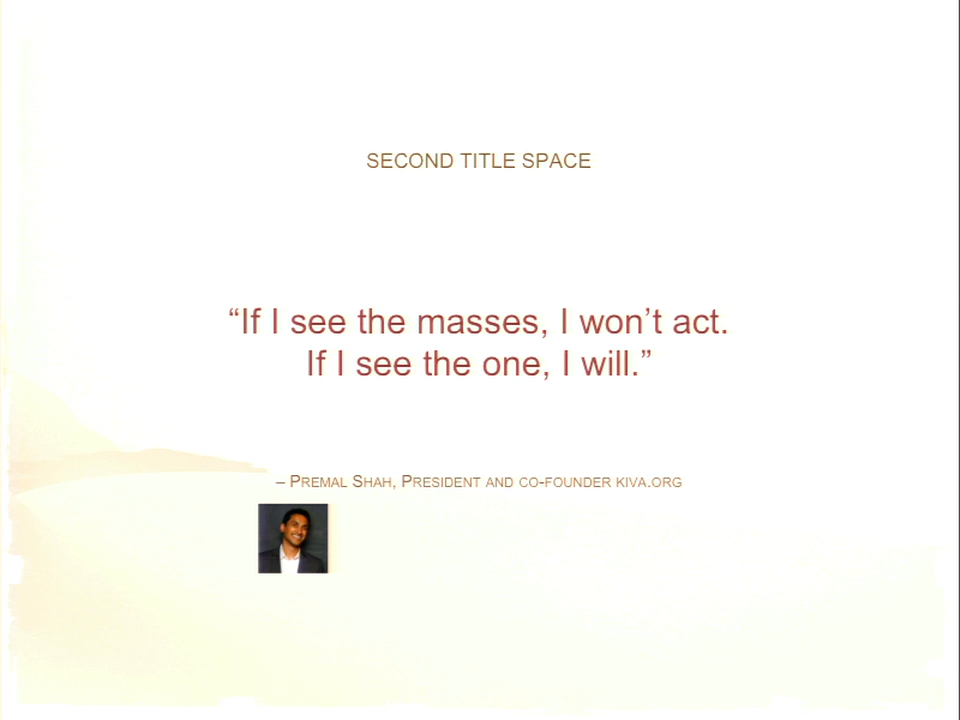 SECOND TITLE SPACE
“If I see the masses, I won’t act.
If I see the one, I will.”
– Premal Shah, President and co-founder kiva.org